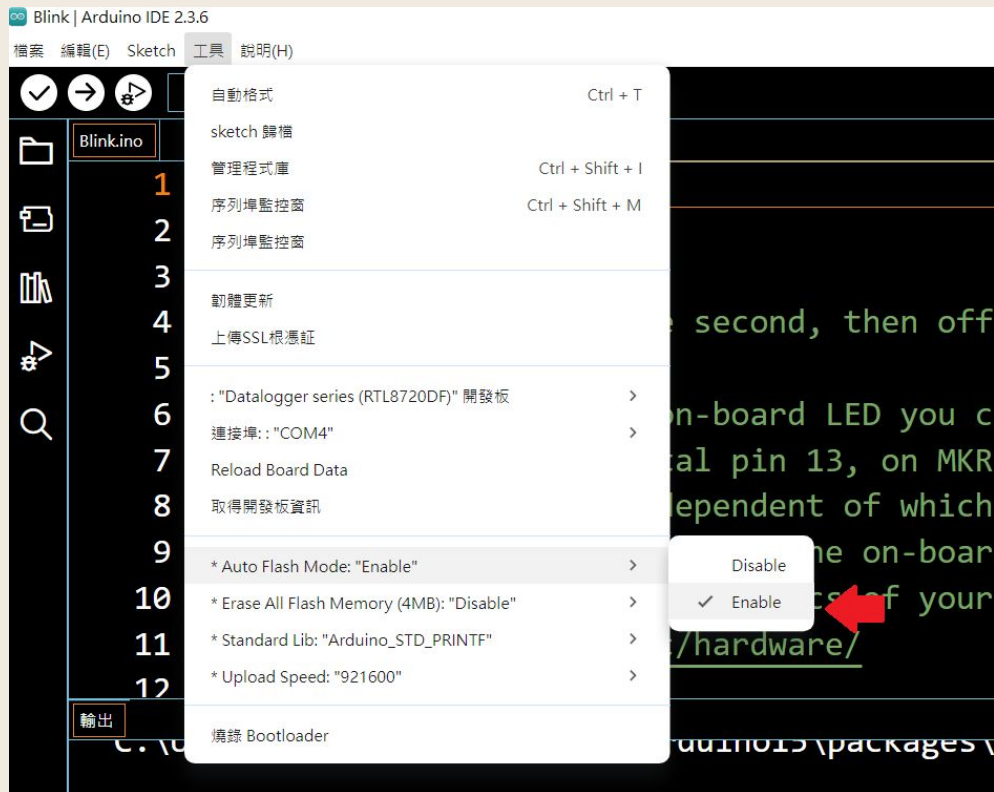 Blink | Arduino IDE 2.3.6
檔案 編輯(E) Sketch 工具 說明(H)
自動格式 Ctrl + T
sketch 歸檔
管理程式庫 Ctrl + Shift + I
序列埠監控窗 Ctrl + Shift + M
序列埠監控窗
韌體更新
上傳SSL根憑証
: "Datalogger series (RTL8720DF)" 開發板
連接埠: : "COM4"
Reload Board Data
取得開發板資訊
* Auto Flash Mode: "Enable"
* Erase All Flash Memory (4MB): "Disable"
* Standard Lib: "Arduino_STD_PRINTF"
* Upload Speed: "921600"
燒錄 Bootloader
Disable
Enable
Blink.ino
1
2
3
4 second, then off
5
6 on-board LED you c
7 pin 13, on MKR
8 of which
9 on-boar
10 of your
11 /hardware/
12
輸出
\packages\